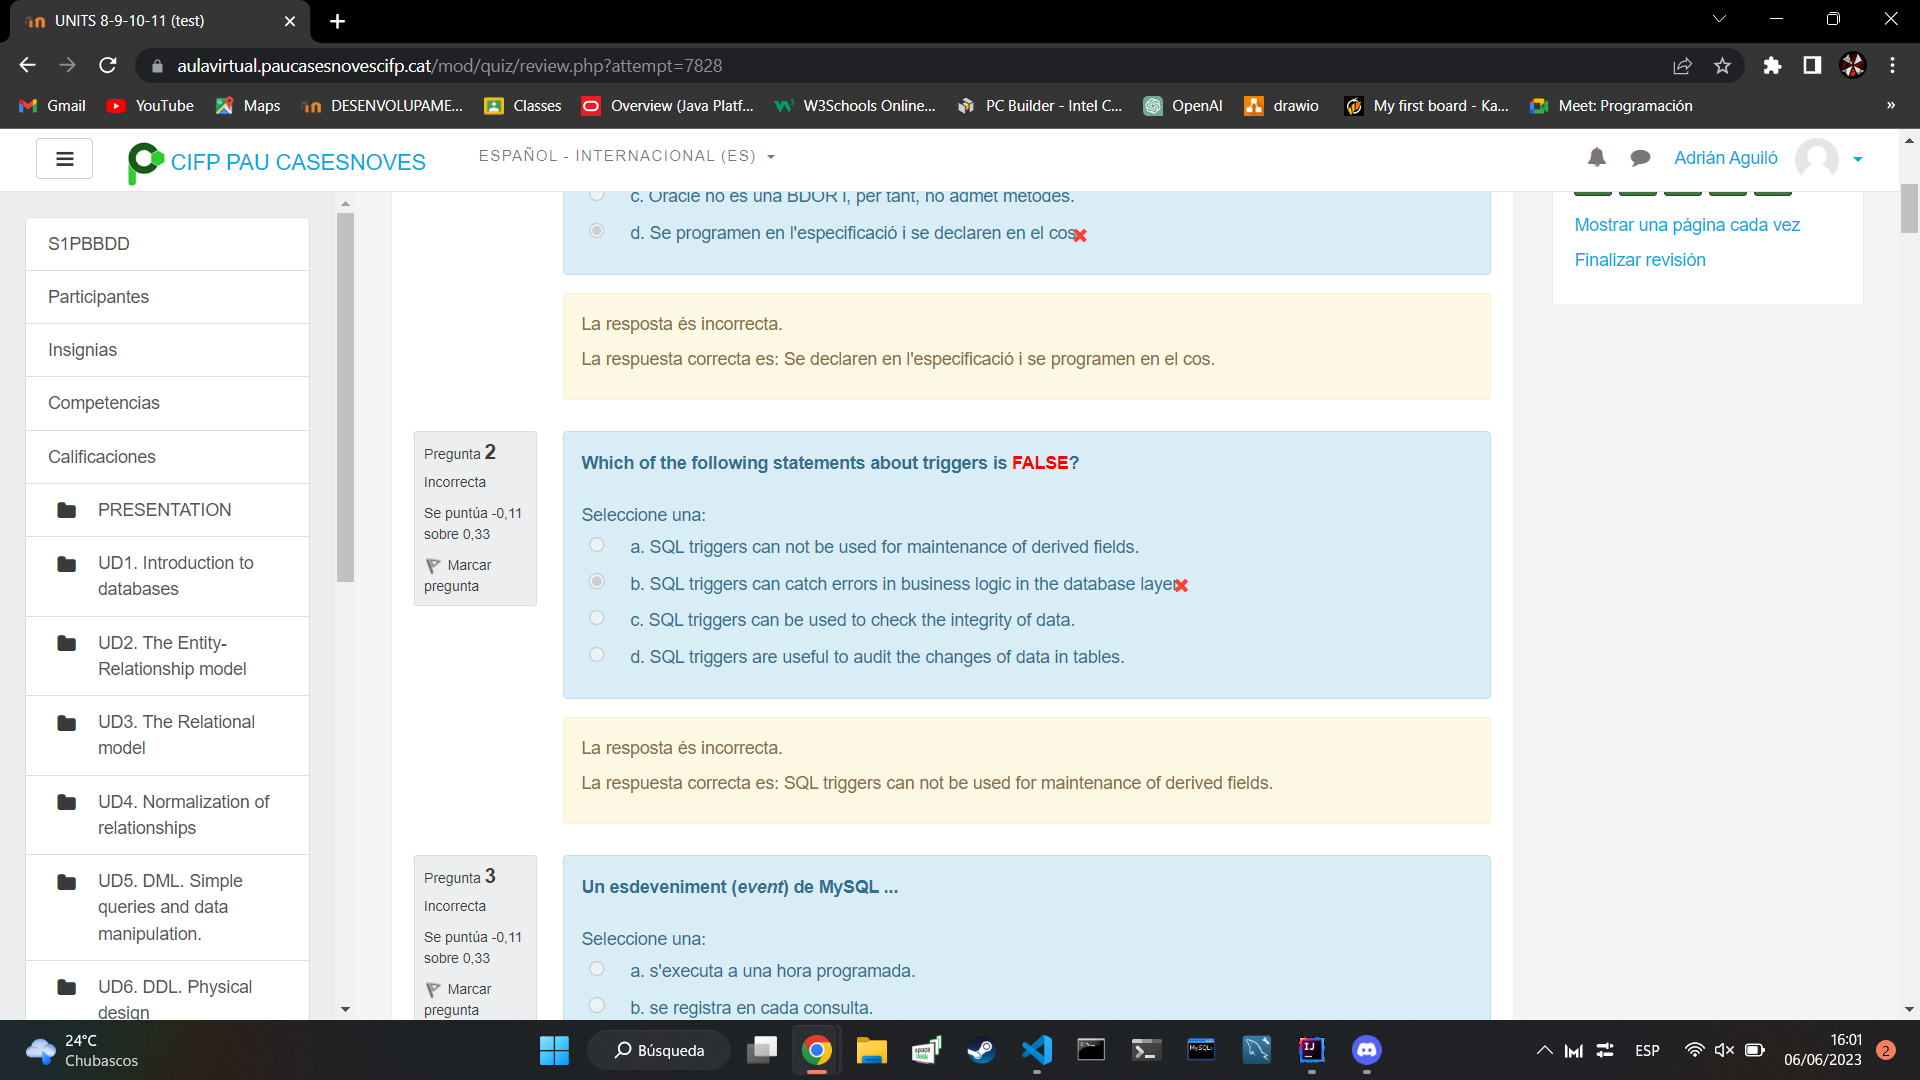 UNITS 8-9-10-11 (test)
aulavirtual.paucasesnovescifp.cat/mod/quiz/review.php?attempt=7828
Gmail
YouTube
Maps
DESENVOLUPAME...
Classes
Overview (Java Platf...
W3Schools Online...
PC Builder - Intel C...
OpenAI
drawio
My first board - Ka...
Meet: Programación
»
CIFP PAU CASESNOVES
ESPAÑOL - INTERNACIONAL (ES)
Adrián Aguiló
S1PBBDD
Participantes
Insignias
Competencias
Calificaciones
PRESENTATION
UD1. Introduction to
databases
UD2. The Entity-
Relationship model
UD3. The Relational
model
UD4. Normalization of
relationships
UD5. DML. Simple
queries and data
manipulation.
UD6. DDL. Physical
design
c. Oracle no és una BDOR i, per tant, no admet mètodes.
d. Se programen en l'especificació i se declaren en el cos
La resposta és incorrecta.
La respuesta correcta es: Se declaren en l'especificació i se programen en el cos.
Pregunta 2
Incorrecta
Se puntúa -0,11
sobre 0,33
Marcar
pregunta
Which of the following statements about triggers is FALSE?
Seleccione una:
a. SQL triggers can not be used for maintenance of derived fields.
b. SQL triggers can catch errors in business logic in the database layer
c. SQL triggers can be used to check the integrity of data.
d. SQL triggers are useful to audit the changes of data in tables.
La resposta és incorrecta.
La respuesta correcta es: SQL triggers can not be used for maintenance of derived fields.
Pregunta 3
Incorrecta
Se puntúa -0,11
sobre 0,33
Marcar
pregunta
Un esdeveniment (event) de MySQL ...
Seleccione una:
a. s'executa a una hora programada.
b. se registra en cada consulta.
Mostrar una página cada vez
Finalizar revisión
24°C
Chubascos
Búsqueda
ESP
16:01
06/06/2023
2